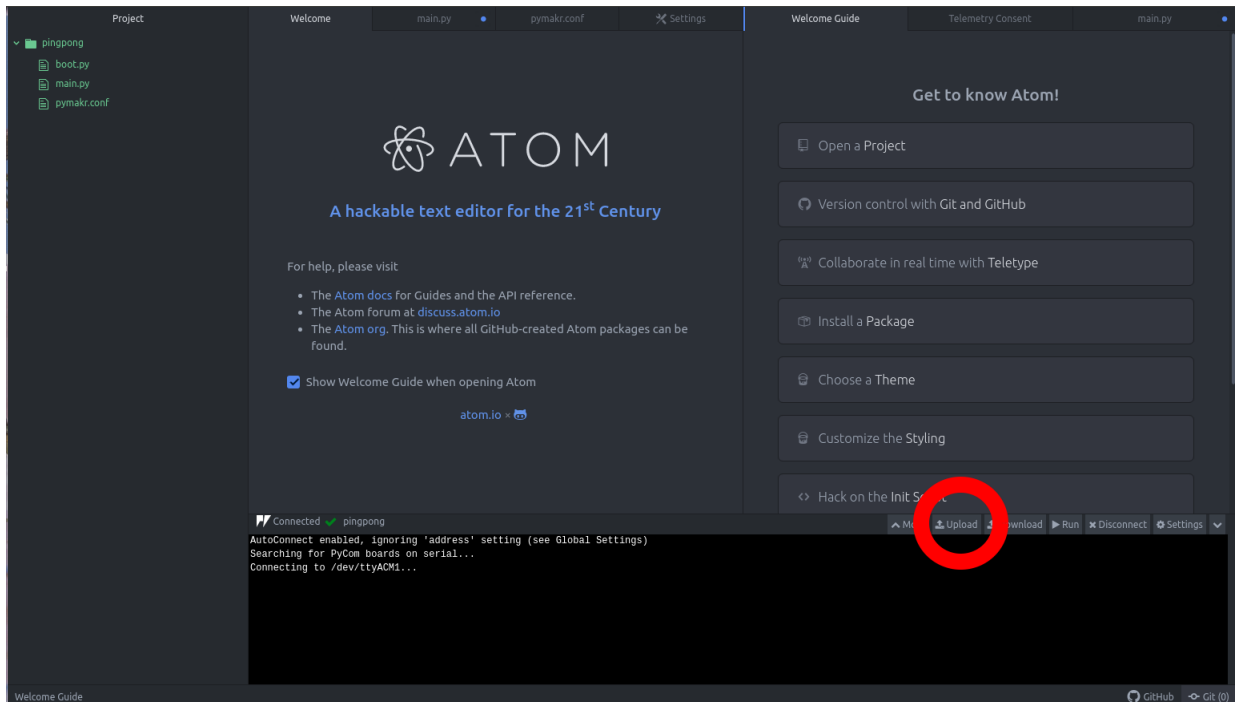 Project
pingpong
boot.py
main.py
pymakr.conf
Welcome
main.py
pymakr.conf
Settings
ATOM
A hackable text editor for the 21st Century
For help, please visit
The Atom docs for Guides and the API reference.
The Atom forum at discuss.atom.io
The Atom org. This is where all GitHub-created Atom packages can be
found.
Show Welcome Guide when opening Atom
atom.io ×
Welcome Guide
Telemetry Consent
main.py
Get to know Atom!
Open a Project
Version control with Git and GitHub
Collaborate in real time with Teletype
Install a Package
Choose a Theme
Customize the Styling
Hack on the Init
Connected pingpong
Upload
Run
Disconnect
Settings
AutoConnect enabled, ignoring 'address' setting (see Global Settings)
Searching for PyCom boards on serial...
Connecting to /dev/ttyACM1...
Welcome Guide
GitHub
Git (0)